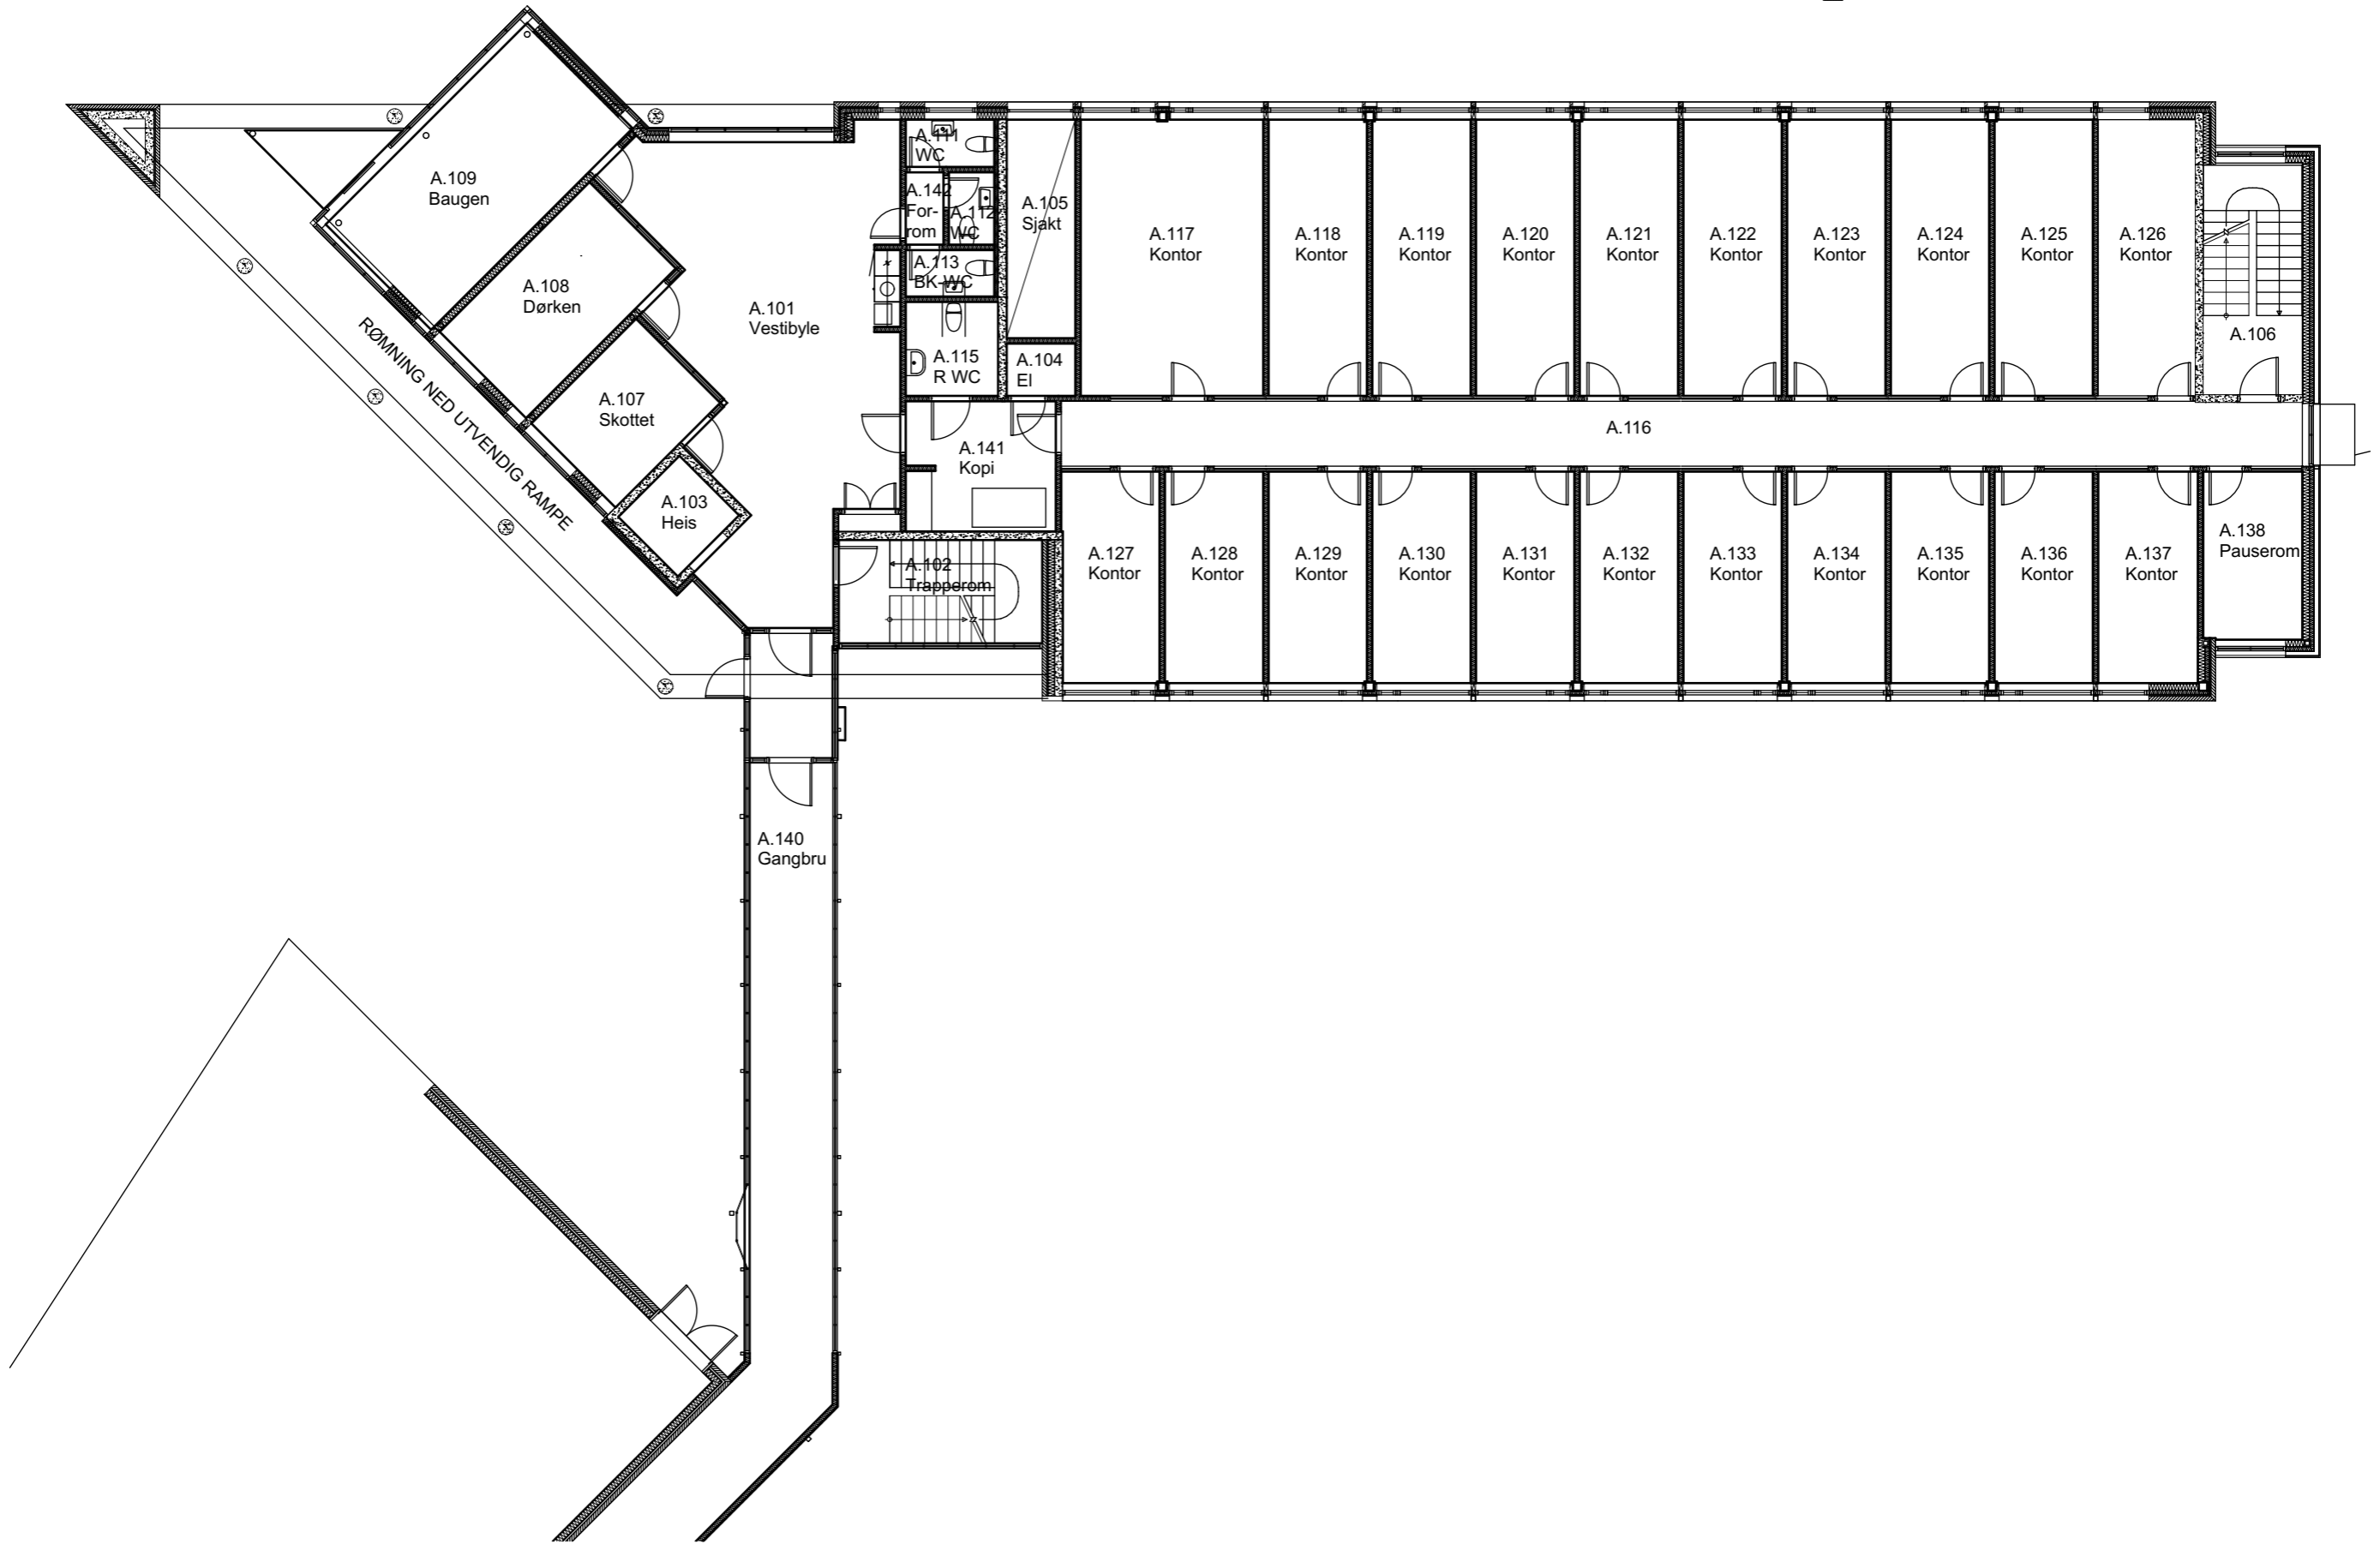 A.109
Baugen
A.108
Dørken
A.107
Skottet
A.103
Heis
RØMNING NED UTVENDIG RAMPE
A.101
Vestibyle
A.111
WC
A.142
For-
rom
A.112
WC
A.113
BK-WC
A.115
R WC
A.105
Sjakt
A.104
El
A.141
Kopi
A.102
Trapperom
A.117
Kontor
A.118
Kontor
A.119
Kontor
A.120
Kontor
A.121
Kontor
A.122
Kontor
A.123
Kontor
A.124
Kontor
A.125
Kontor
A.126
Kontor
A.106
A.116
A.127
Kontor
A.128
Kontor
A.129
Kontor
A.130
Kontor
A.131
Kontor
A.132
Kontor
A.133
Kontor
A.134
Kontor
A.135
Kontor
A.136
Kontor
A.137
Kontor
A.138
Pauserom
A.140
Gangbru